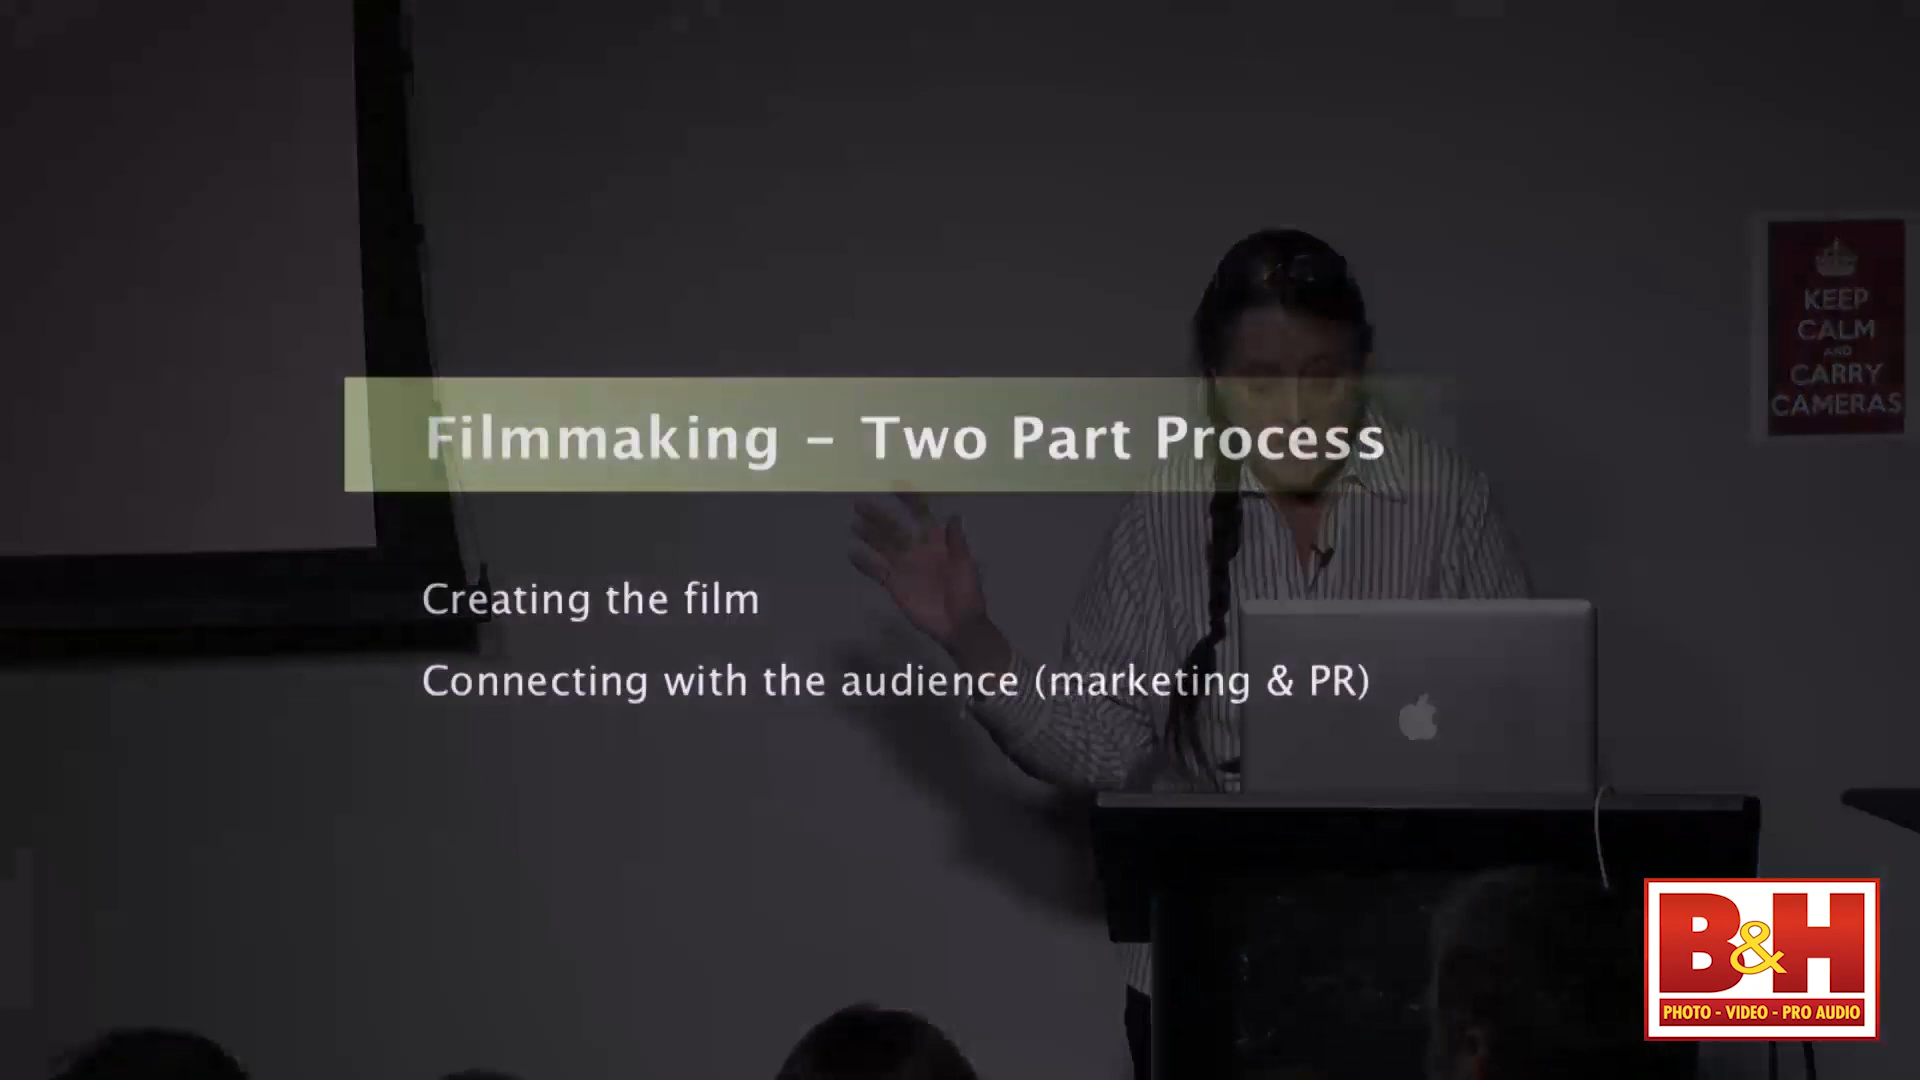 Filmmaking – Two Part Process
Creating the film
Connecting with the audience (marketing & PR)
KEEP
CALM
AND
CARRY
CAMERAS
B&H
PHOTO - VIDEO - PRO AUDIO